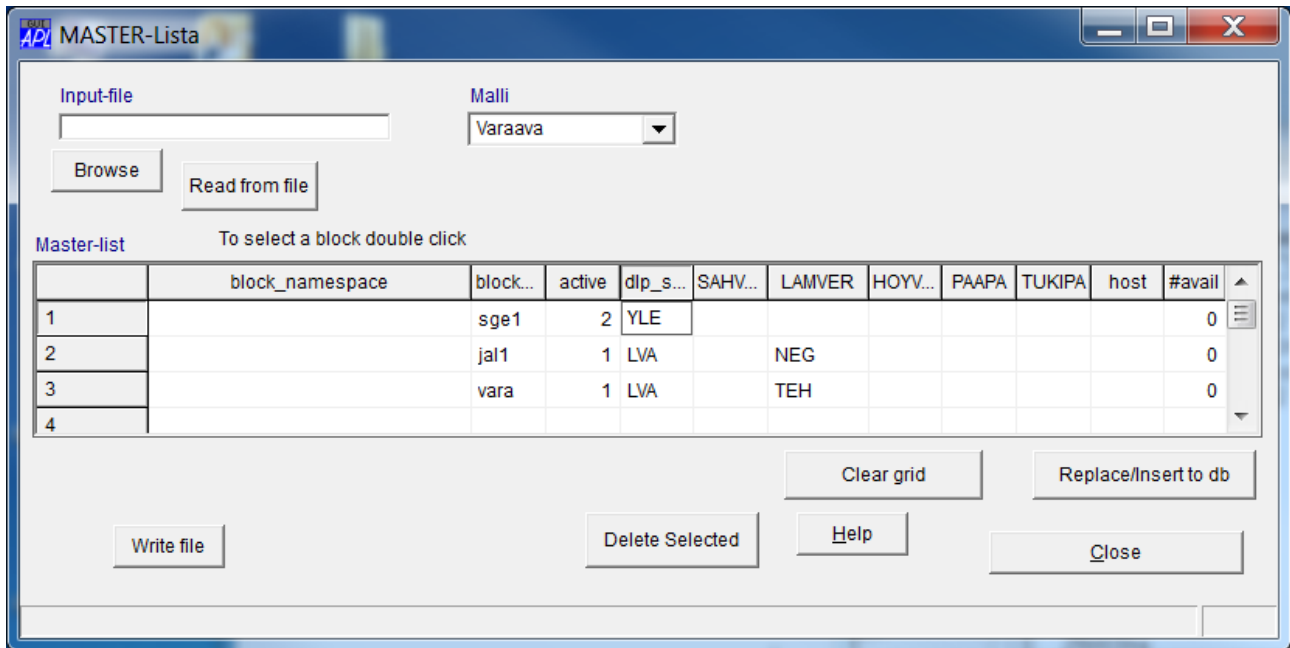 APL MASTER-Lista
Input-file Malli
Varaava
Browse Read from file
Master-list To select a block double click
block_namespace block... active dlp_s... SAHV... LAMVER HOYV... PAAPA TUKIPA host #avail
1 sge1 2 YLE 0
2 jal1 1 LVA NEG 0
3 vara 1 LVA TEH 0
4
Clear grid Replace/Insert to db
Write file Delete Selected Help Close